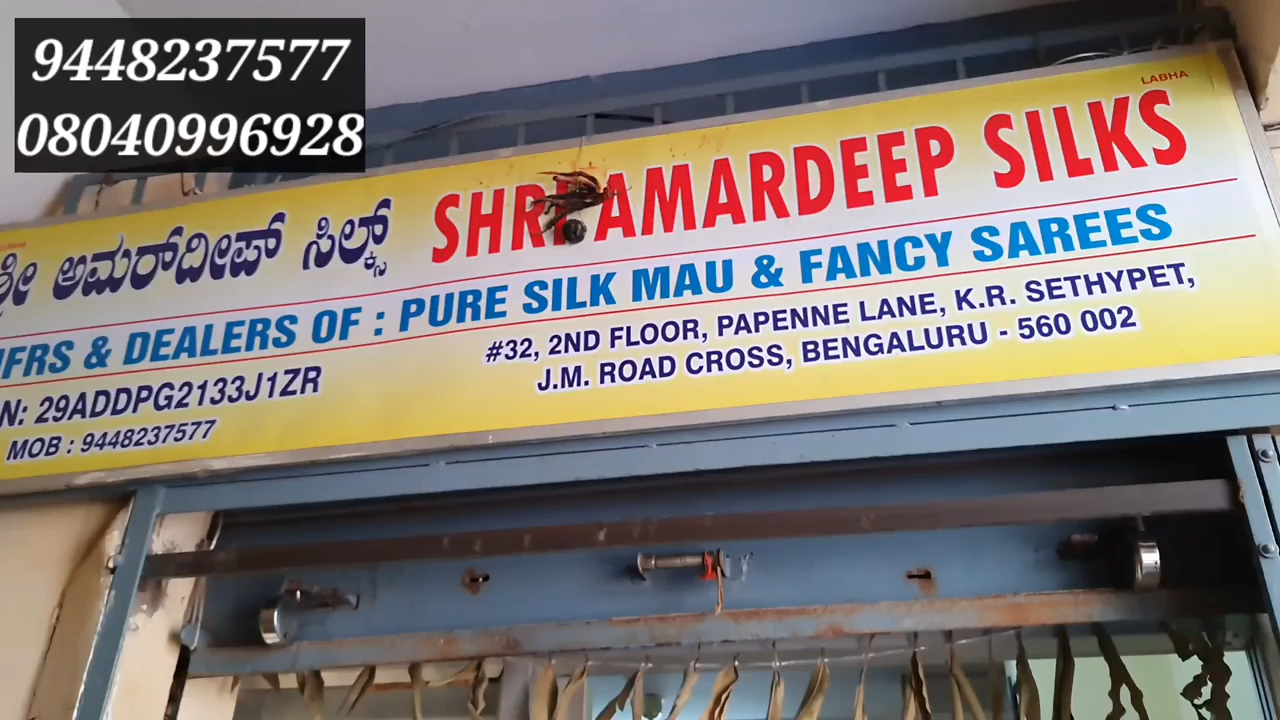 9448237577
08040996928
LABHA
ಶ್ರೀ ಅಮರ್‌ದೀಪ್ ಸಿಲ್ಕ್ಸ್ SHRI AMARDEEP SILKS
& DEALERS OF : PURE SILK MAU & FANCY SAREES
#32, 2ND FLOOR, PAPENNE LANE, K.R. SETHYPET,
J.M. ROAD CROSS, BENGALURU - 560 002
29ADDPG2133J1ZR
MOB : 9448237577